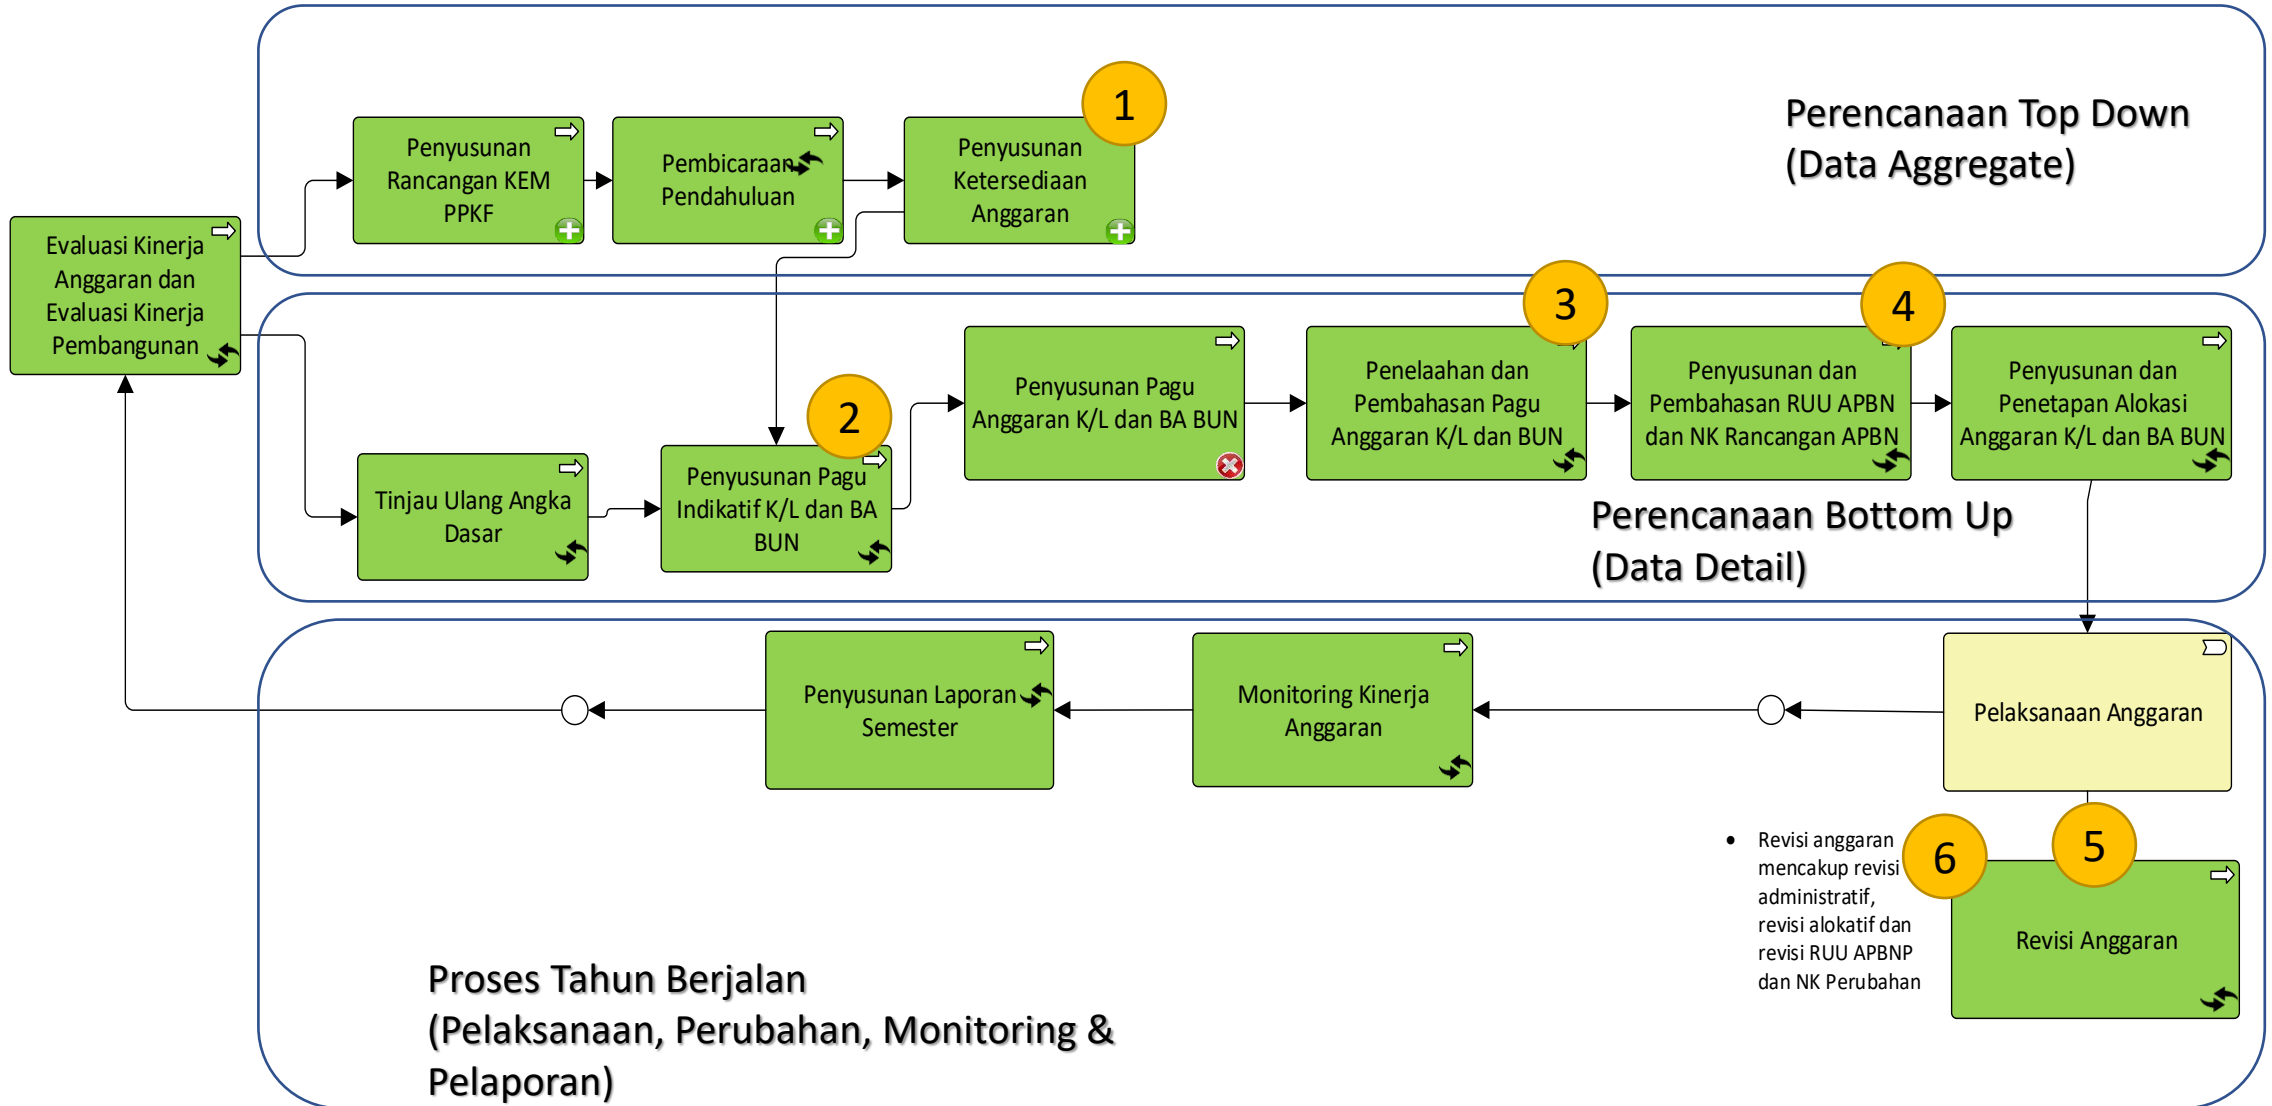 1
Perencanaan Top Down
(Data Aggregate)
Penyusunan
Rancangan KEM
PPKF
Pembicaraan
Pendahuluan
Penyusunan
Ketersediaan
Anggaran
Evaluasi Kinerja
Anggaran dan
Evaluasi Kinerja
Pembangunan
3
4
2
Tinjau Ulang Angka
Dasar
Penyusunan Pagu
Indikatif K/L dan BA
BUN
Penyusunan Pagu
Anggaran K/L dan BA BUN
Penelaahan dan
Pembahasan Pagu
Anggaran K/L dan BUN
Penyusunan dan
Pembahasan RUU APBN
dan NK Rancangan APBN
Penyusunan dan
Penetapan Alokasi
Anggaran K/L dan BA BUN
Perencanaan Bottom Up
(Data Detail)
Penyusunan Laporan
Semester
Monitoring Kinerja
Anggaran
Pelaksanaan Anggaran
• Revisi anggaran
mencakup revisi
administratif,
revisi alokatif dan
revisi RUU APBNP
dan NK Perubahan
6
5
Revisi Anggaran
Proses Tahun Berjalan
(Pelaksanaan, Perubahan, Monitoring &
Pelaporan)